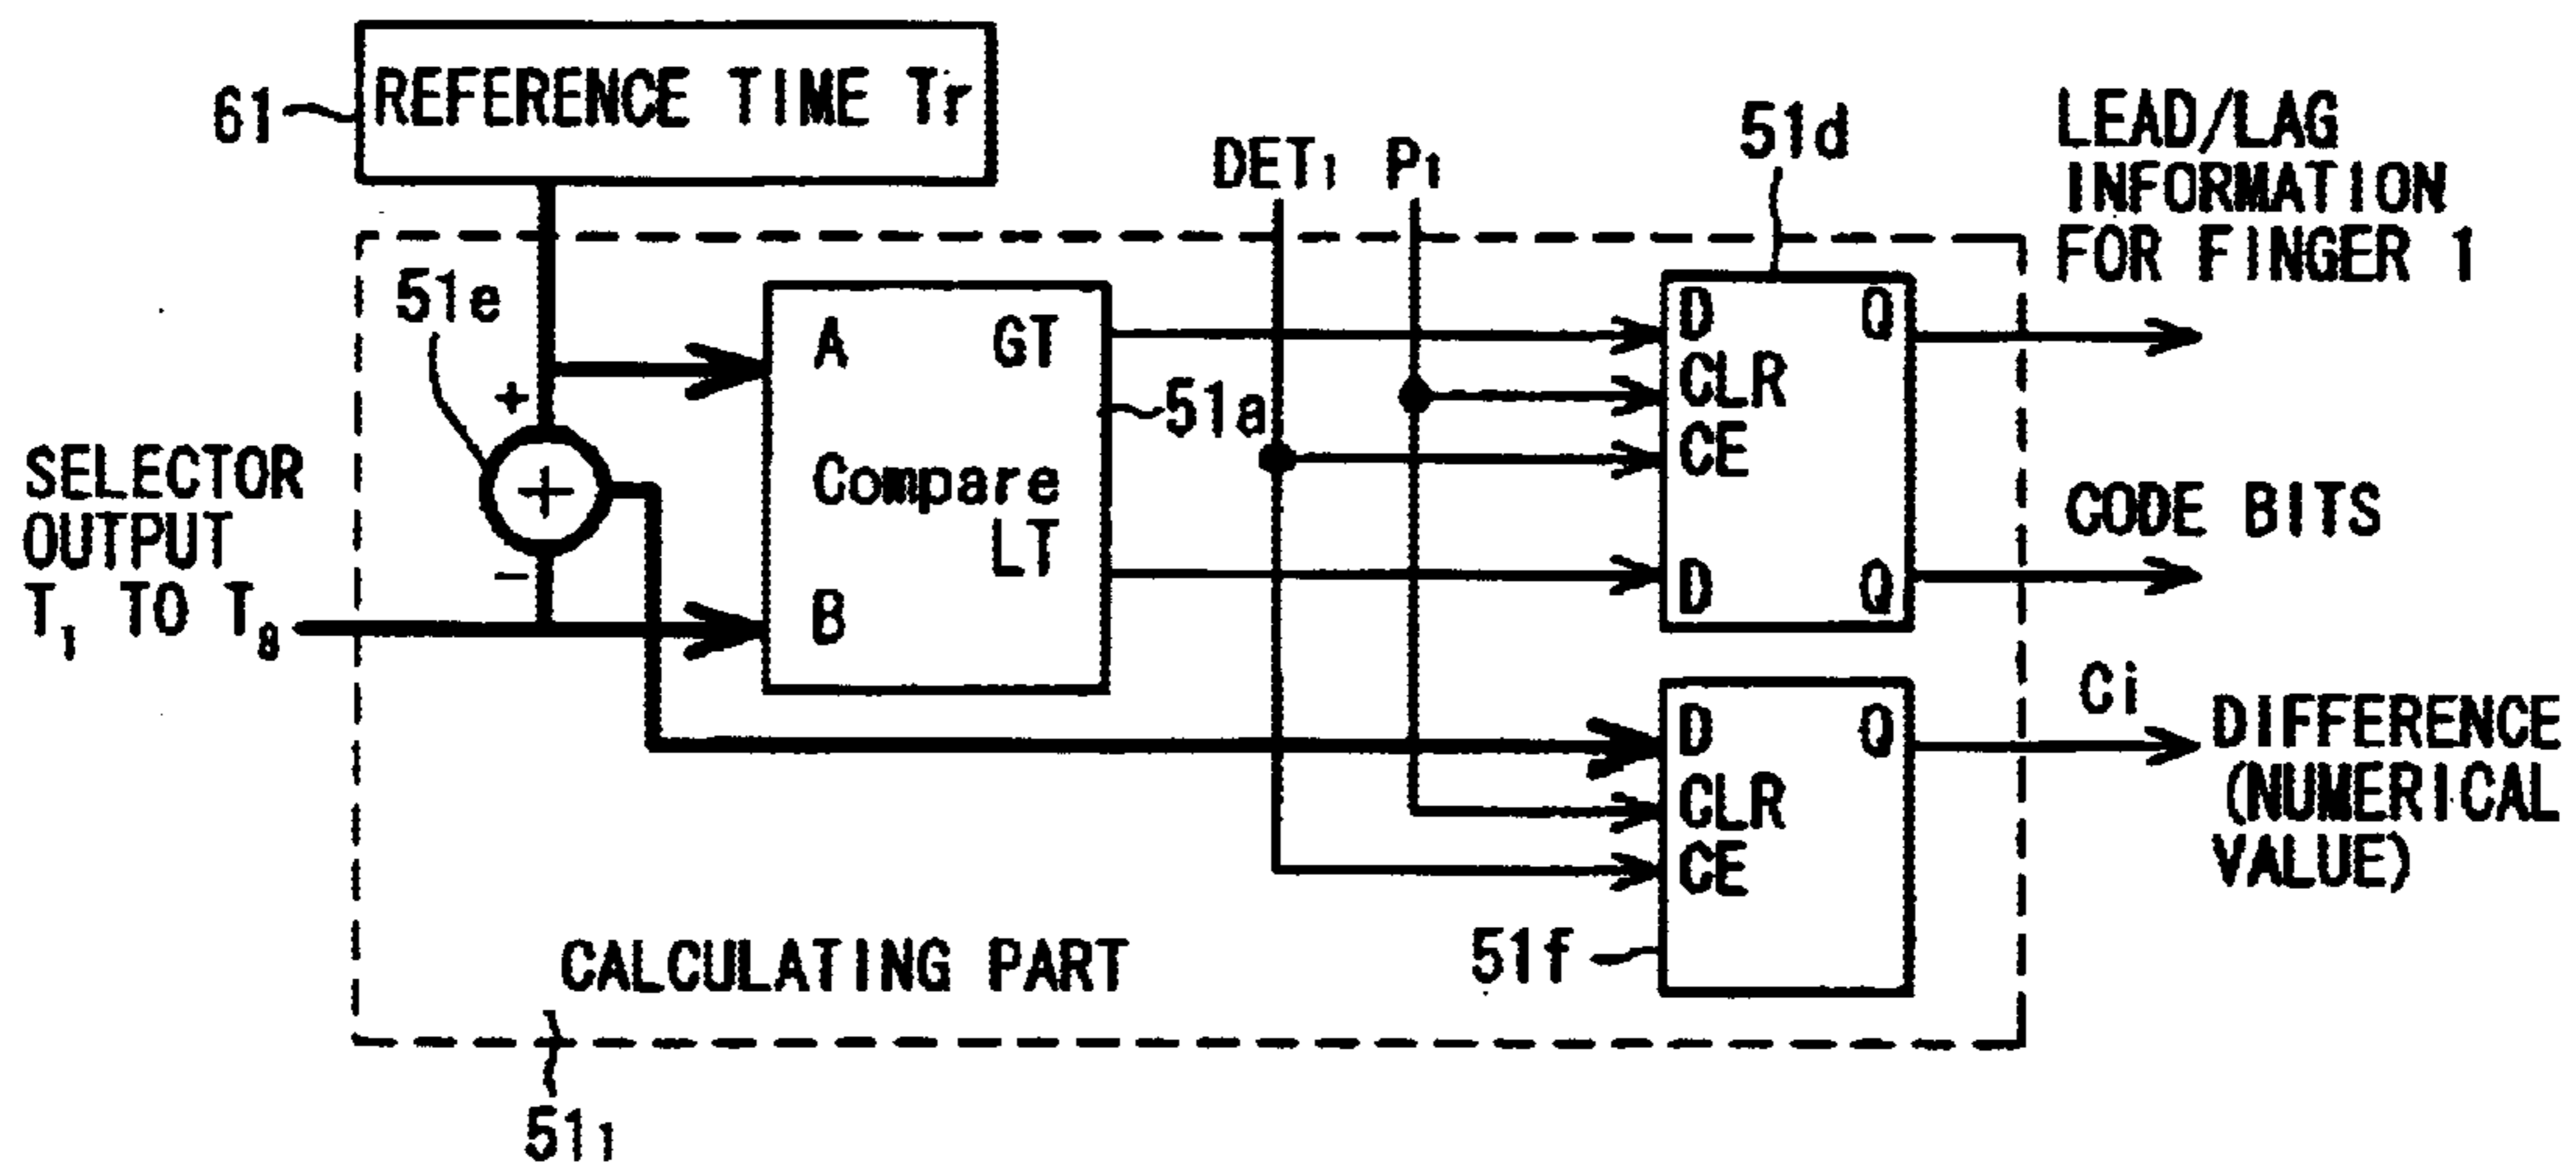 REFERENCE TIME Tr
61
DET₁
P₁
51d
LEAD/LAG
INFORMATION
FOR FINGER 1
51e
A
GT
D
Q
CLR
+
51a
CE
SELECTOR
OUTPUT
T₁ TO T₈
+
Compare
CODE BITS
LT
-
B
D
Q
D
Q
Ci
DIFFERENCE
(NUMERICAL
VALUE)
CLR
CE
51f
CALCULATING PART
51₁